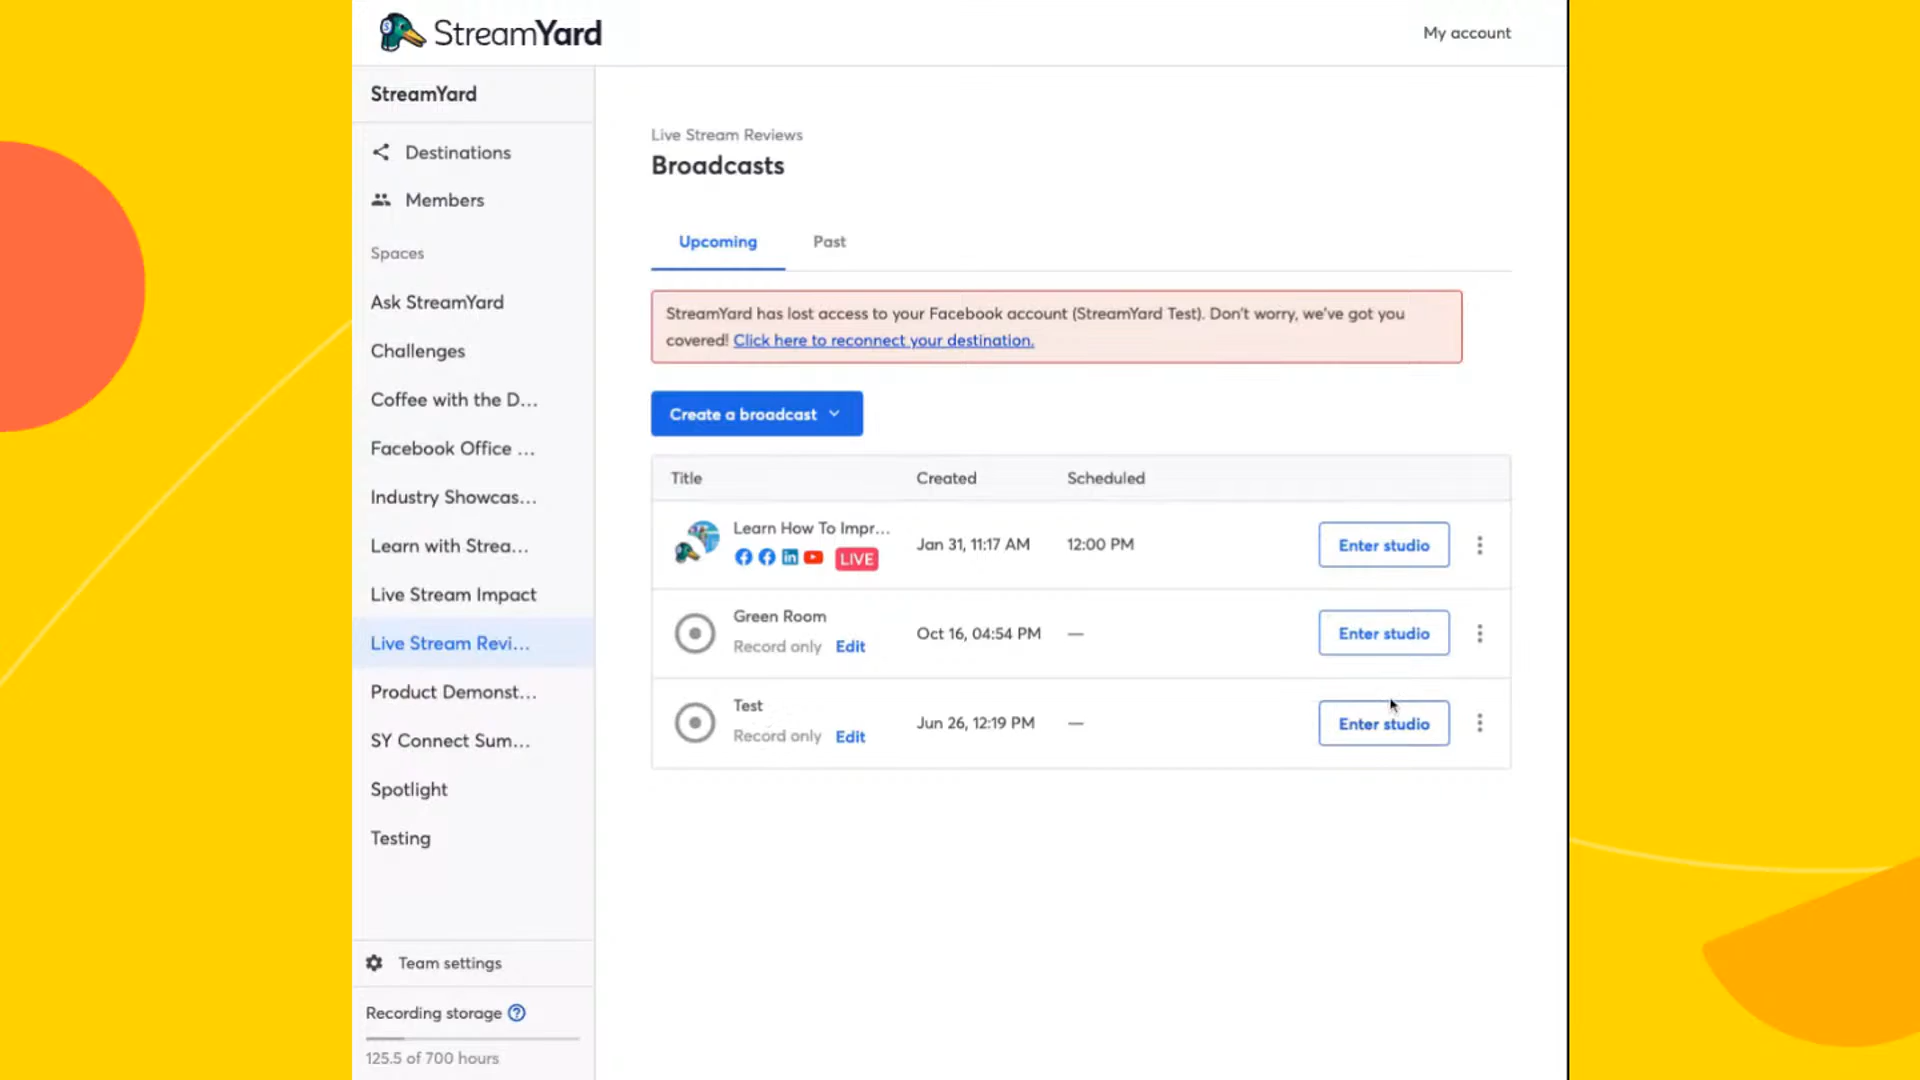 StreamYard
My account
StreamYard
Destinations
Members
Spaces
Ask StreamYard
Challenges
Coffee with the D...
Facebook Office ...
Industry Showcas...
Learn with Strea...
Live Stream Impact
Live Stream Revi...
Product Demonst...
SY Connect Sum...
Spotlight
Testing
Team settings
Recording storage ?
125.5 of 700 hours
Live Stream Reviews
Broadcasts
Upcoming Past
StreamYard has lost access to your Facebook account (StreamYard Test). Don't worry, we've got you
covered! Click here to reconnect your destination.
Create a broadcast
Title Created Scheduled
Learn How To Impr...
LIVE
Jan 31, 11:17 AM 12:00 PM Enter studio
Green Room
Record only Edit
Oct 16, 04:54 PM — Enter studio
Test
Record only Edit
Jun 26, 12:19 PM — Enter studio